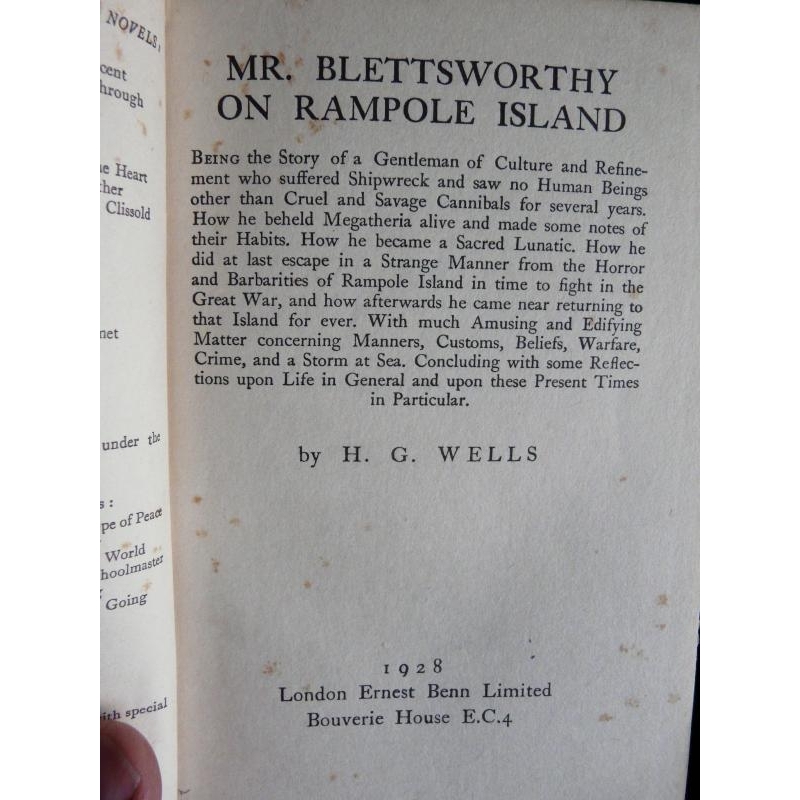 NOVELS,
cent
hrough
e Heart
ther
Clissold
net
under the
s :
pe of Peace
World
hoolmaster
Going
ith special
MR. BLETTSWORTHY
ON RAMPOLE ISLAND
BEING the Story of a Gentleman of Culture and Refine-
ment who suffered Shipwreck and saw no Human Beings
other than Cruel and Savage Cannibals for several years.
How he beheld Megatheria alive and made some notes of
their Habits. How he became a Sacred Lunatic. How he
did at last escape in a Strange Manner from the Horror
and Barbarities of Rampole Island in time to fight in the
Great War, and how afterwards he came near returning to
that Island for ever. With much Amusing and Edifying
Matter concerning Manners, Customs, Beliefs, Warfare,
Crime, and a Storm at Sea. Concluding with some Reflec-
tions upon Life in General and upon these Present Times
in Particular.
by H. G. WELLS
1928
London Ernest Benn Limited
Bouverie House E.C.4